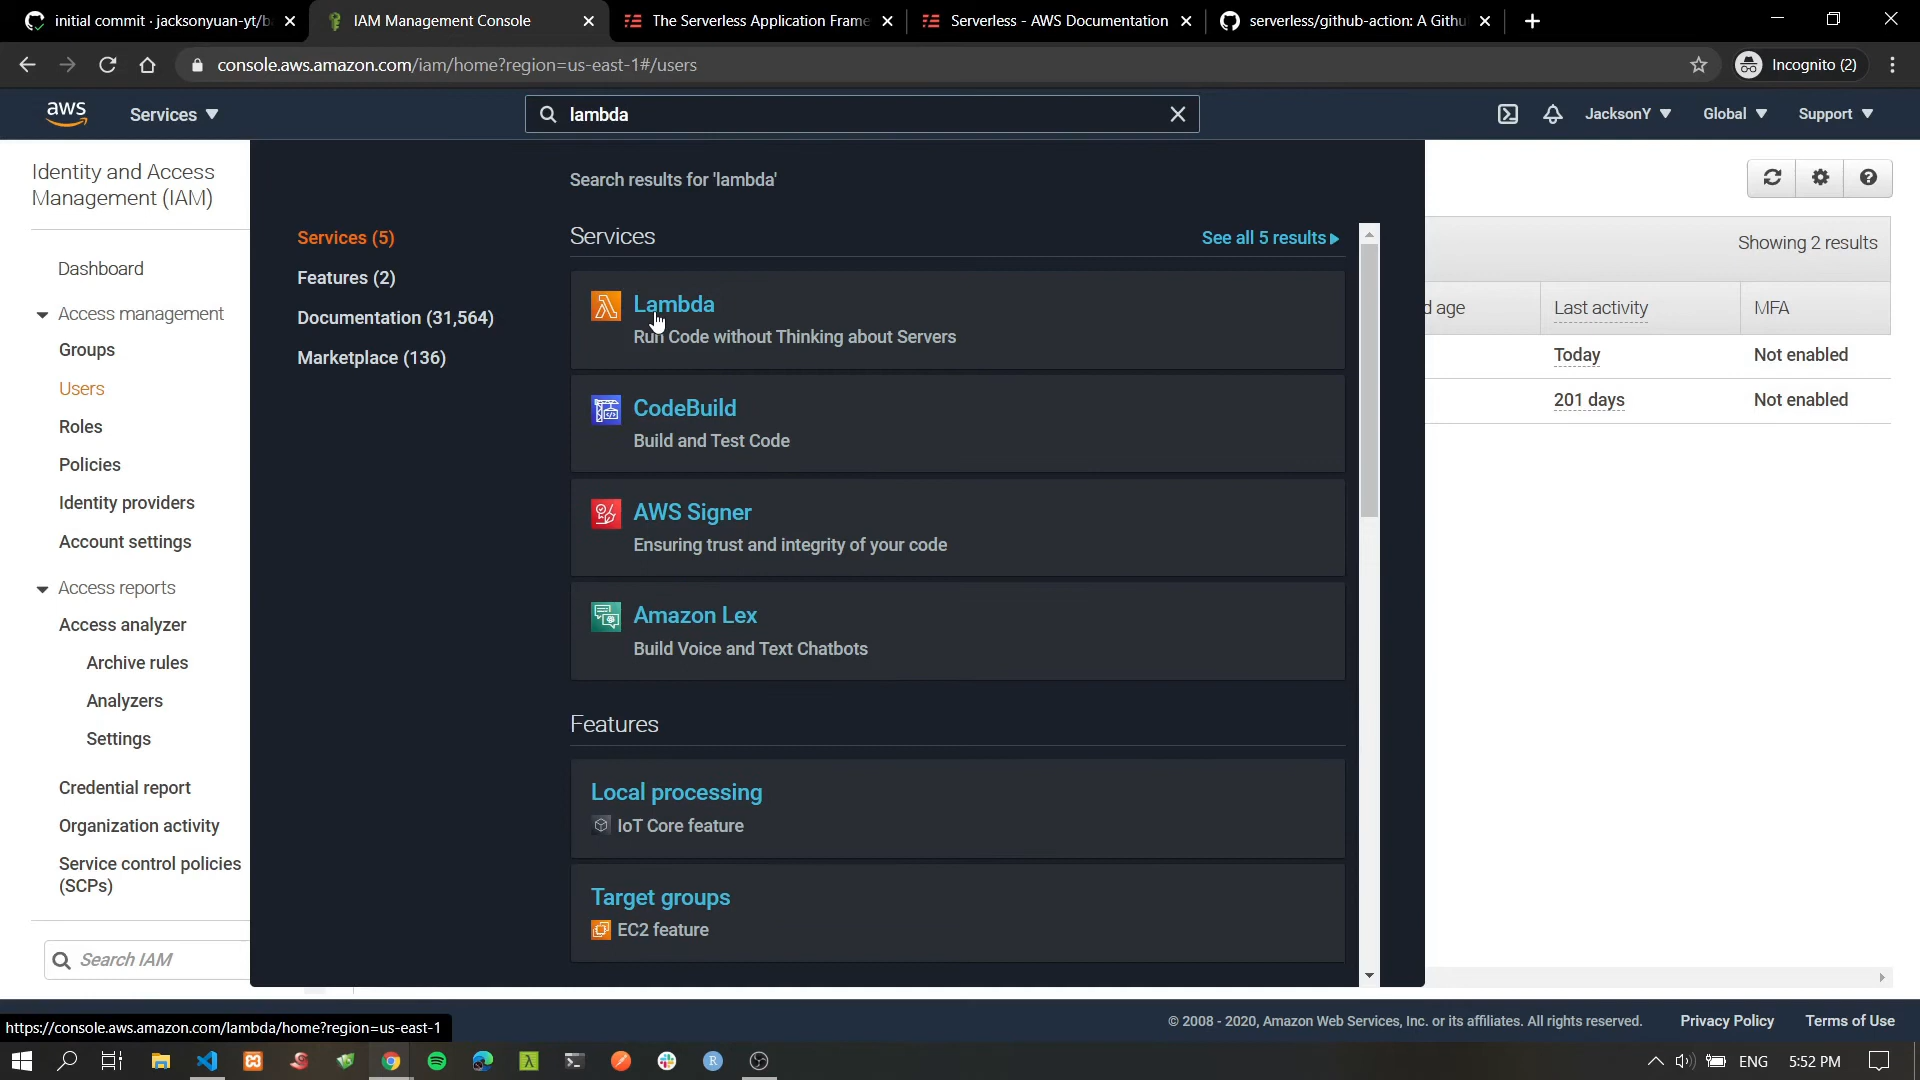 initial commit · jacksonyuan-yt/b
IAM Management Console
The Serverless Application Frame
Serverless - AWS Documentation
serverless/github-action: A Githu
console.aws.amazon.com/iam/home?region=us-east-1#/users
Incognito (2)
aws
Services
lambda
JacksonY
Global
Support
Identity and Access
Management (IAM)
Dashboard
Access management
Groups
Users
Roles
Policies
Identity providers
Account settings
Access reports
Access analyzer
Archive rules
Analyzers
Settings
Credential report
Organization activity
Service control policies
(SCPs)
Search IAM
Search results for 'lambda'
Services (5)
Features (2)
Documentation (31,564)
Marketplace (136)
Services
See all 5 results
Lambda
Run Code without Thinking about Servers
CodeBuild
Build and Test Code
AWS Signer
Ensuring trust and integrity of your code
Amazon Lex
Build Voice and Text Chatbots
Features
Local processing
IoT Core feature
Target groups
EC2 feature
Showing 2 results
d age
Last activity
MFA
Today
Not enabled
201 days
Not enabled
https://console.aws.amazon.com/lambda/home?region=us-east-1
© 2008 - 2020, Amazon Web Services, Inc. or its affiliates. All rights reserved.
Privacy Policy
Terms of Use
ENG
5:52 PM